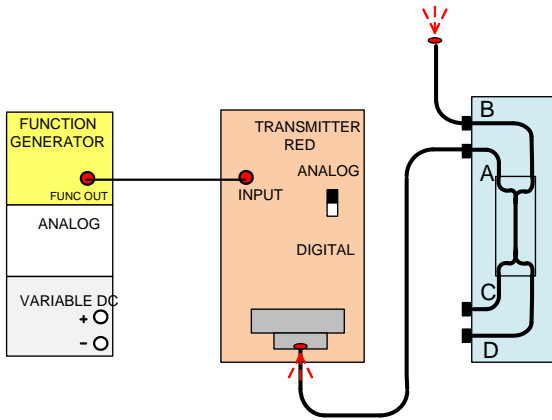 FUNCTION
GENERATOR
FUNC OUT
ANALOG
VARIABLE DC
+
-
TRANSMITTER
RED
ANALOG
INPUT
DIGITAL
B
A
C
D